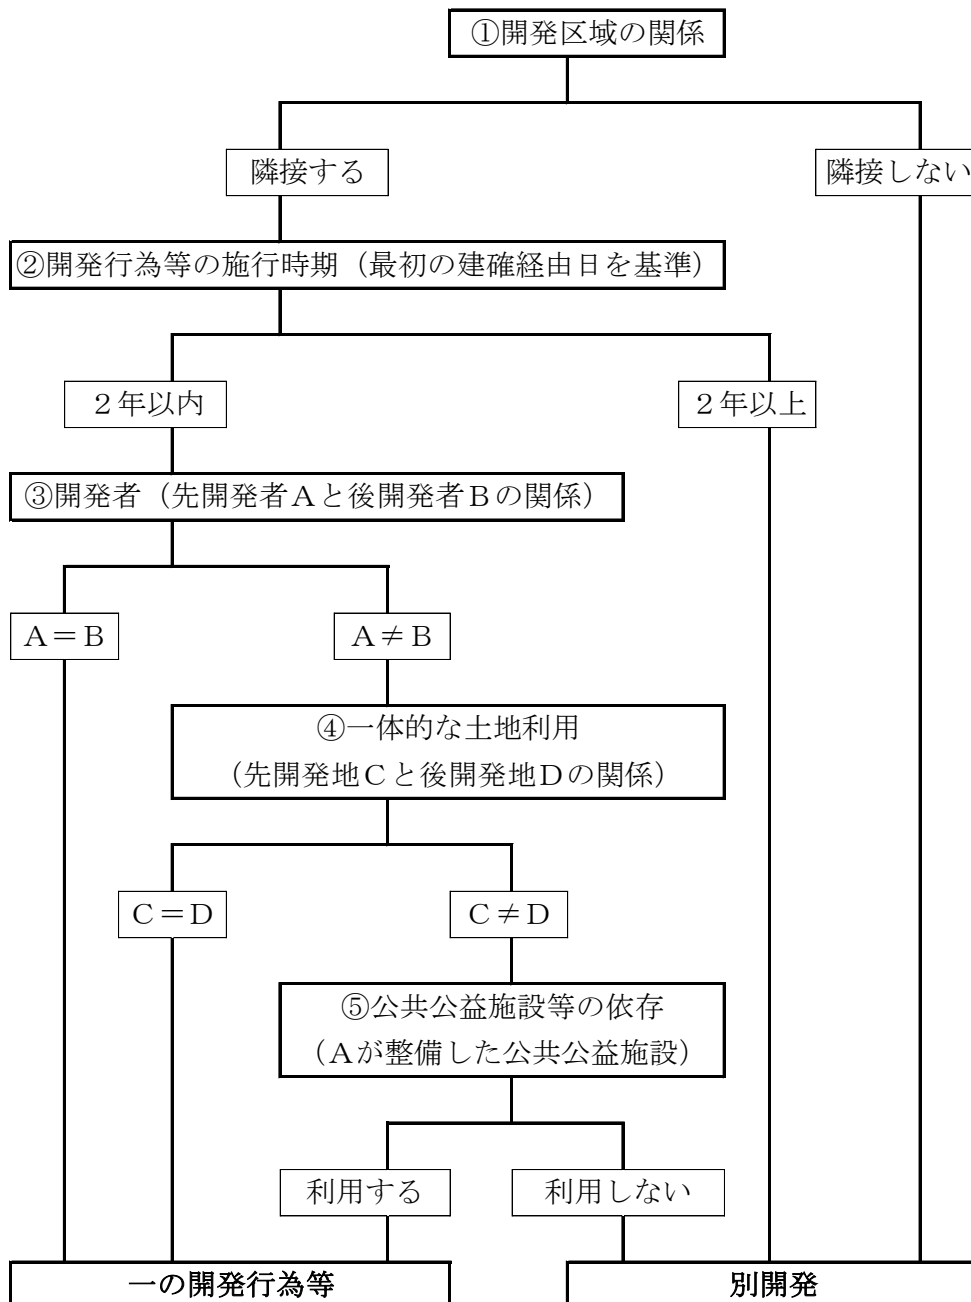 ①開発区域の関係
隣接する
隣接しない
②開発行為等の施行時期（最初の建確経由日を基準）
２年以内
２年以上
③開発者（先開発者Ａと後開発者Ｂの関係）
Ａ＝Ｂ
Ａ≠Ｂ
④一体的な土地利用
（先開発地Ｃと後開発地Ｄの関係）
Ｃ＝Ｄ
Ｃ≠Ｄ
⑤公共公益施設等の依存
（Ａが整備した公共公益施設）
利用する
利用しない
一の開発行為等
別開発